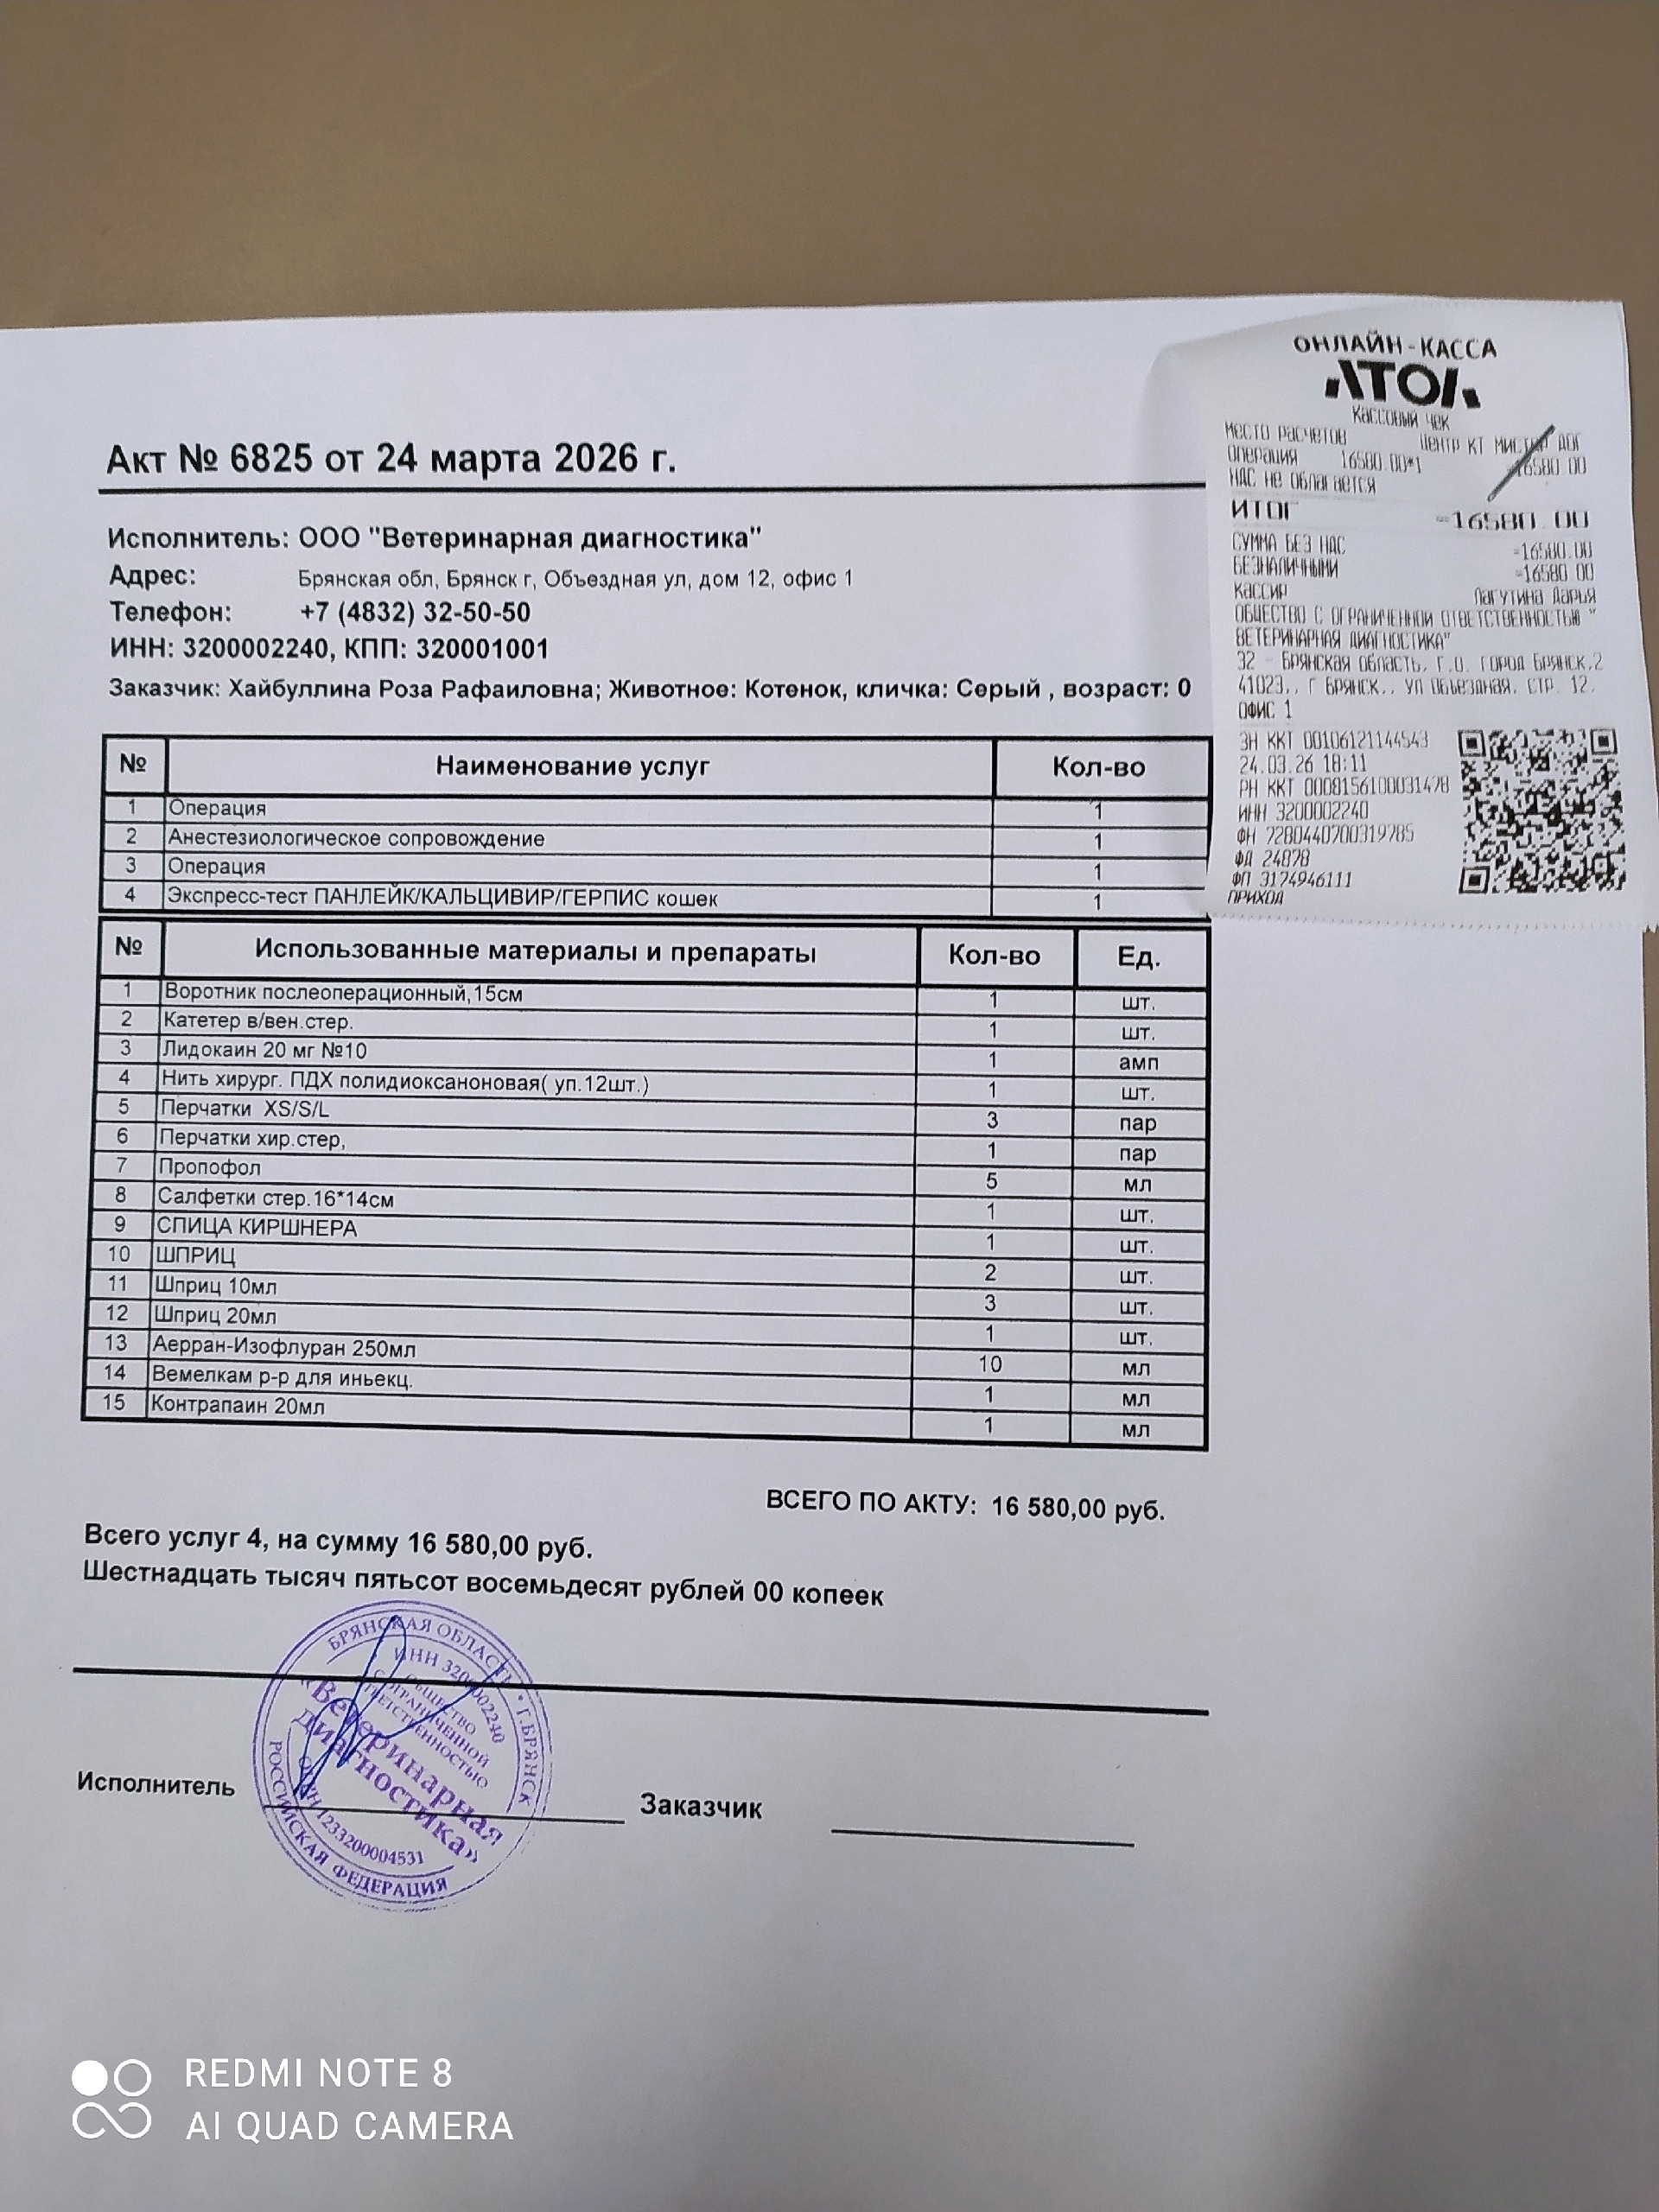 ОНЛАЙН-КАССА
АТОЛ
Кассовый чек
Место расчетов Центр КТ МИСТЕР ДОГ
Операция 16580.00*1 =16580.00
НДС не облагается
ИТОГ =16580.00
СУММА БЕЗ НДС =16580.00
БЕЗНАЛИЧНЫМИ =16580.00
Кассир Лагутина Дарья
ОБЩЕСТВО С ОГРАНИЧЕННОЙ ОТВЕТСТВЕННОСТЬЮ "
ВЕТЕРИНАРНАЯ ДИАГНОСТИКА"
32 - Брянская область, Г.О. ГОРОД БРЯНСК,2
41023,, Г БРЯНСК,, УЛ ОБЪЕЗДНАЯ, СТР. 12,
ОФИС 1
ЗН ККТ 00106121144543
24.03.26 18:11
РН ККТ 0008156100031478
ИНН 3200002240
ФН 7280440700319785
ФД 24878
ФП 3174946111
ПРИХОД
Акт № 6825 от 24 марта 2026 г.
Исполнитель: ООО "Ветеринарная диагностика"
Адрес: Брянская обл, Брянск г, Объездная ул, дом 12, офис 1
Телефон: +7 (4832) 32-50-50
ИНН: 3200002240, КПП: 320001001
Заказчик: Хайбуллина Роза Рафаиловна; Животное: Котенок, кличка: Серый , возраст: 0
№ Наименование услуг Кол-во
1 Операция 1
2 Анестезиологическое сопровождение 1
3 Операция 1
4 Экспресс-тест ПАНЛЕЙК/КАЛЬЦИВИР/ГЕРПИС кошек 1
№ Использованные материалы и препараты Кол-во Ед.
1 Воротник послеоперационный,15см 1 шт.
2 Катетер в/вен.стер. 1 шт.
3 Лидокаин 20 мг №10 1 амп
4 Нить хирург. ПДХ полидиоксаноновая( уп.12шт.) 1 шт.
5 Перчатки XS/S/L 3 пар
6 Перчатки хир.стер, 1 пар
7 Пропофол 5 мл
8 Салфетки стер.16*14см 1 шт.
9 СПИЦА КИРШНЕРА 1 шт.
10 ШПРИЦ 2 шт.
11 Шприц 10мл 3 шт.
12 Шприц 20мл 1 шт.
13 Аерран-Изофлуран 250мл 10 мл
14 Вемелкам р-р для иньекц. 1 мл
15 Контрапаин 20мл 1 мл
ВСЕГО ПО АКТУ: 16 580,00 руб.
Всего услуг 4, на сумму 16 580,00 руб.
Шестнадцать тысяч пятьсот восемьдесят рублей 00 копеек
БРЯНСКАЯ ОБЛАСТЬ * Г.БРЯНСК
ИНН 3200002240
ОБЩЕСТВО
С ОГРАНИЧЕННОЙ
ОТВЕТСТВЕННОСТЬЮ
«Ветеринарная
диагностика»
ОГРН 1233200004531
РОССИЙСКАЯ ФЕДЕРАЦИЯ
Исполнитель Заказчик
REDMI NOTE 8
AI QUAD CAMERA